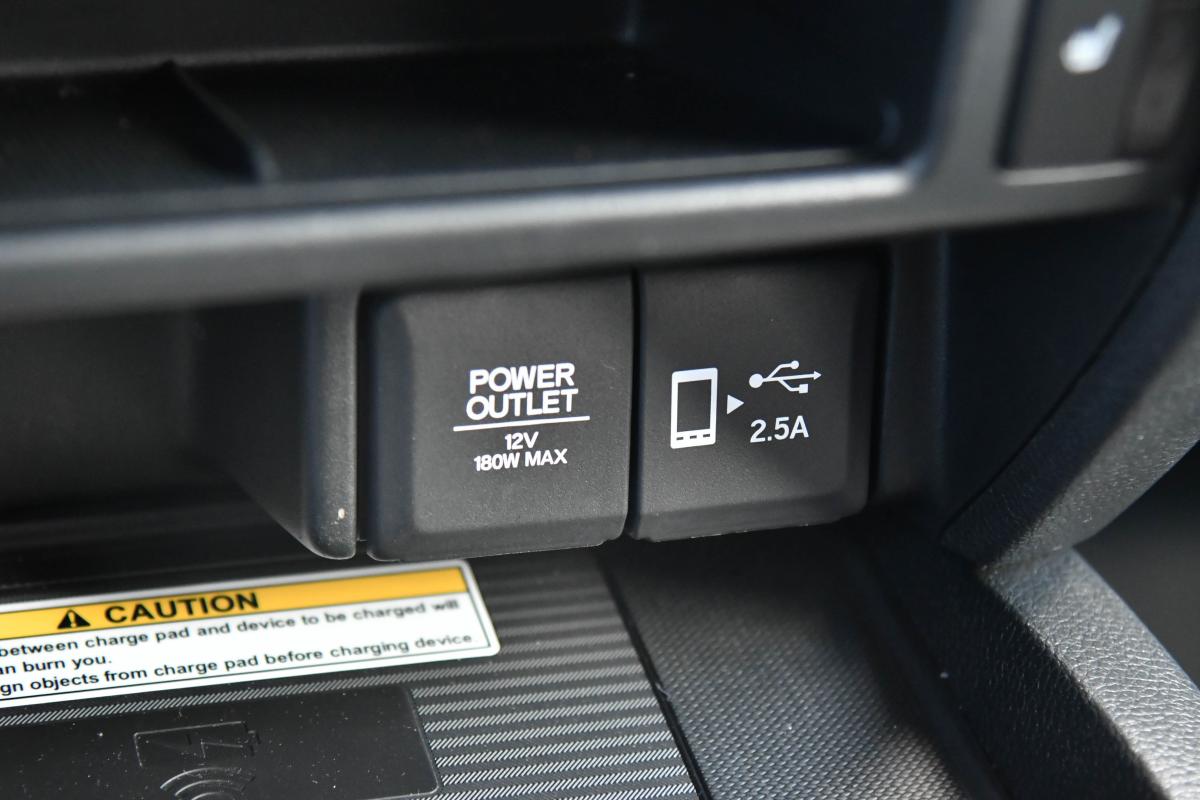 POWER
OUTLET
12V
180W MAX
2.5A
CAUTION
between charge pad and device to be charged will
an burn you.
gn objects from charge pad before charging device